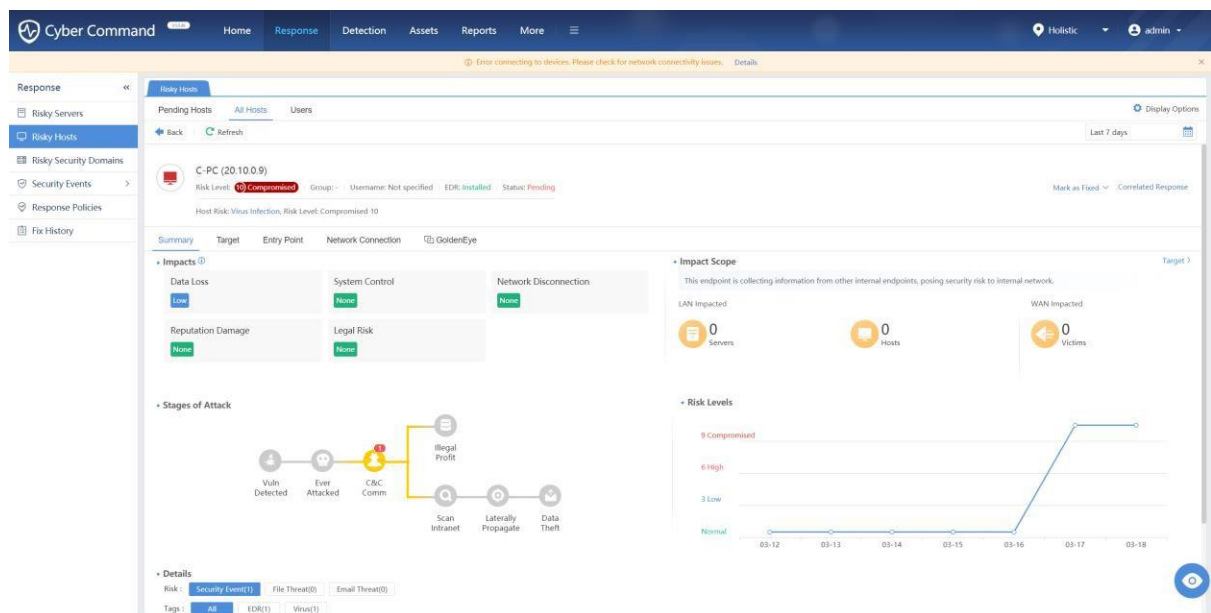 Cyber Command Home Response Detection Assets Reports More Holistic admin
Error connecting to devices. Please check for network connectivity issues. Details
Response «
Risky Servers
Risky Hosts
Risky Security Domains
Security Events >
Response Policies
Fix History
Risky Hosts
Pending Hosts All Hosts Users Display Options
Back Refresh Last 7 days
C-PC (20.10.0.9)
Risk Level: 10 Compromised Group: - Username: Not specified EDR: Installed Status: Pending
Mark as Fixed Correlated Response
Host Risk: Virus Infection, Risk Level: Compromised 10
Summary Target Entry Point Network Connection GoldenEye
Impacts
Data Loss System Control Network Disconnection
Low None None
Reputation Damage Legal Risk
None None
Impact Scope Target >
This endpoint is collecting information from other internal endpoints, posing security risk to internal network.
LAN Impacted WAN Impacted
0 0 0
Servers Hosts Victims
Stages of Attack
1
Illegal
Profit
Vuln
Detected
Ever
Attacked
C&C
Comm
Scan
Intranet
Laterally
Propagate
Data
Theft
Risk Levels
9 Compromised
6 High
3 Low
Normal
03-12 03-13 03-14 03-15 03-16 03-17 03-18
Details
Risk : Security Event(1) File Threat(0) Email Threat(0)
Tags : All EDR(1) Virus(1)